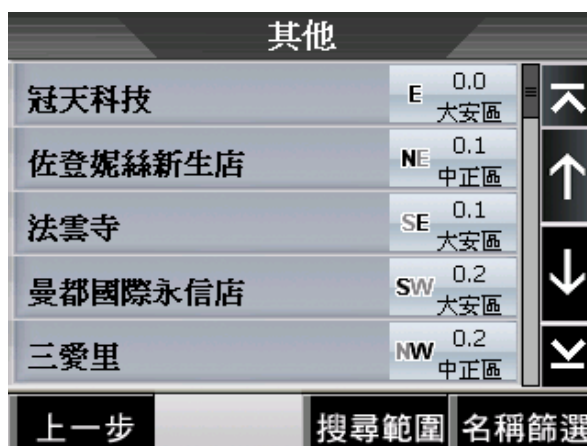 其他
冠天科技 E 0.0 大安區
佐登妮絲新生店 NE 0.1 中正區
法雲寺 SE 0.1 大安區
曼都國際永信店 SW 0.2 大安區
三愛里 NW 0.2 中正區
上一步 搜尋範圍 名稱篩選